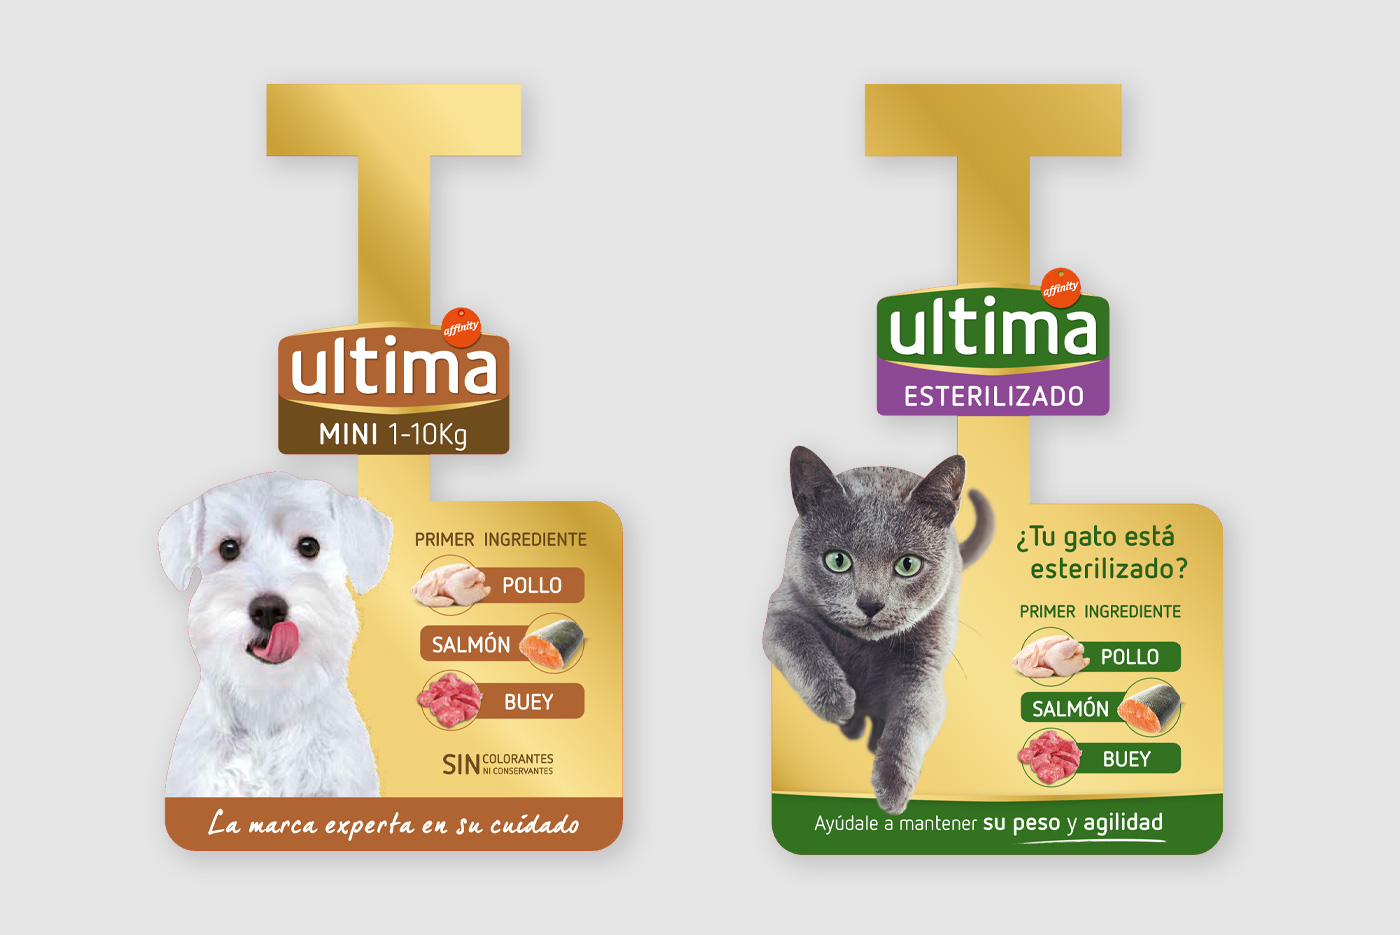 affinity
ultima
MINI 1-10Kg
PRIMER INGREDIENTE
POLLO
SALMÓN
BUEY
SIN COLORANTES
NI CONSERVANTES
La marca experta en su cuidado
affinity
ultima
ESTERILIZADO
¿Tu gato está
esterilizado?
PRIMER INGREDIENTE
POLLO
SALMÓN
BUEY
Ayúdale a mantener su peso y agilidad